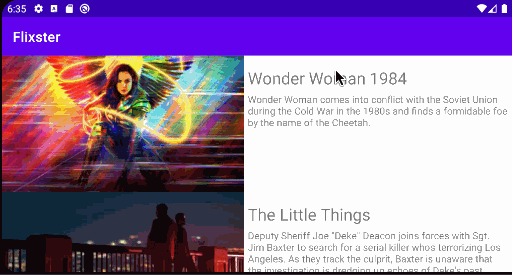 6:35
Flixster
Wonder Woman 1984
Wonder Woman comes into conflict with the Soviet Union
during the Cold War in the 1980s and finds a formidable foe
by the name of the Cheetah.
The Little Things
Deputy Sheriff Joe "Deke" Deacon joins forces with Sgt.
Jim Baxter to search for a serial killer whos terrorizing Los
Angeles. As they track the culprit, Baxter is unaware that
the investigation is dredging up echoes of Deke's past,